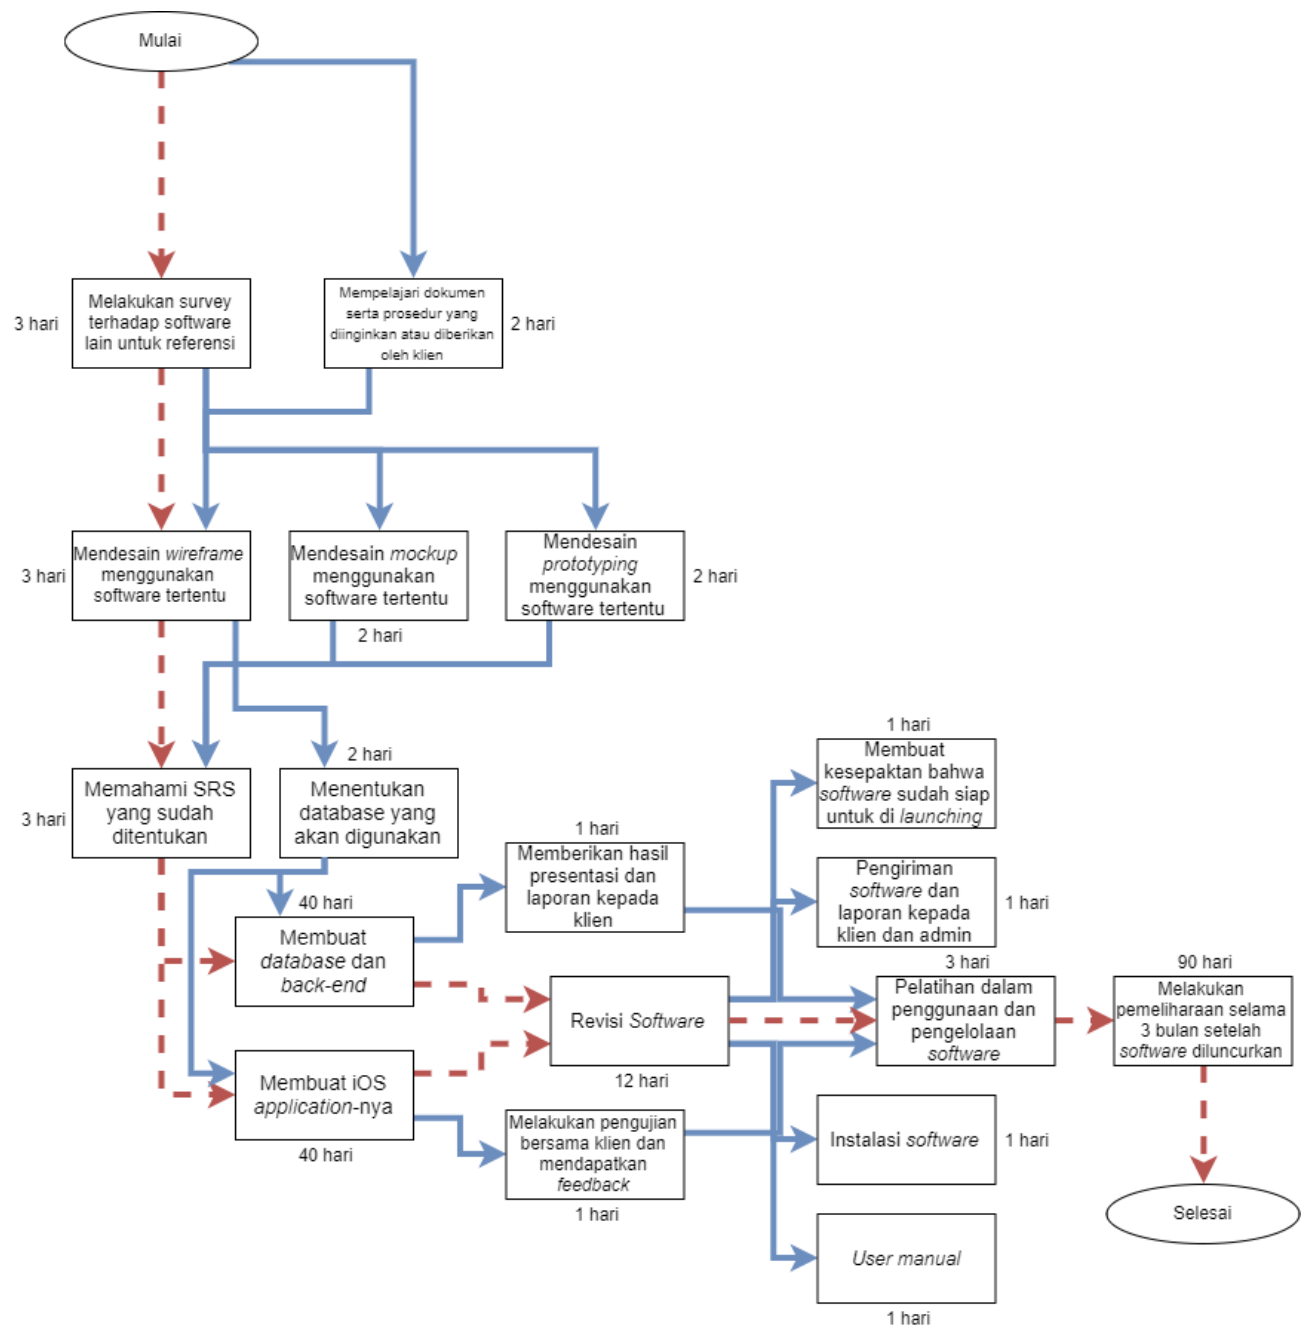 Mulai
3 hari
Melakukan survey
terhadap software
lain untuk referensi
Mempelajari dokumen
serta prosedur yang
diinginkan atau diberikan
oleh klien
2 hari
3 hari
Mendesain wireframe
menggunakan
software tertentu
Mendesain mockup
menggunakan
software tertentu
2 hari
Mendesain
prototyping
menggunakan
software tertentu
2 hari
3 hari
Memahami SRS
yang sudah
ditentukan
2 hari
Menentukan
database yang
akan digunakan
40 hari
Membuat
database dan
back-end
Membuat iOS
application-nya
40 hari
1 hari
Memberikan hasil
presentasi dan
laporan kepada
klien
Revisi Software
12 hari
Melakukan pengujian
bersama klien dan
mendapatkan
feedback
1 hari
1 hari
Membuat
kesepaktan bahwa
software sudah siap
untuk di launching
Pengiriman
software dan
laporan kepada
klien dan admin
1 hari
3 hari
Pelatihan dalam
penggunaan dan
pengelolaan
software
Instalasi software
1 hari
User manual
1 hari
90 hari
Melakukan
pemeliharaan selama
3 bulan setelah
software diluncurkan
Selesai